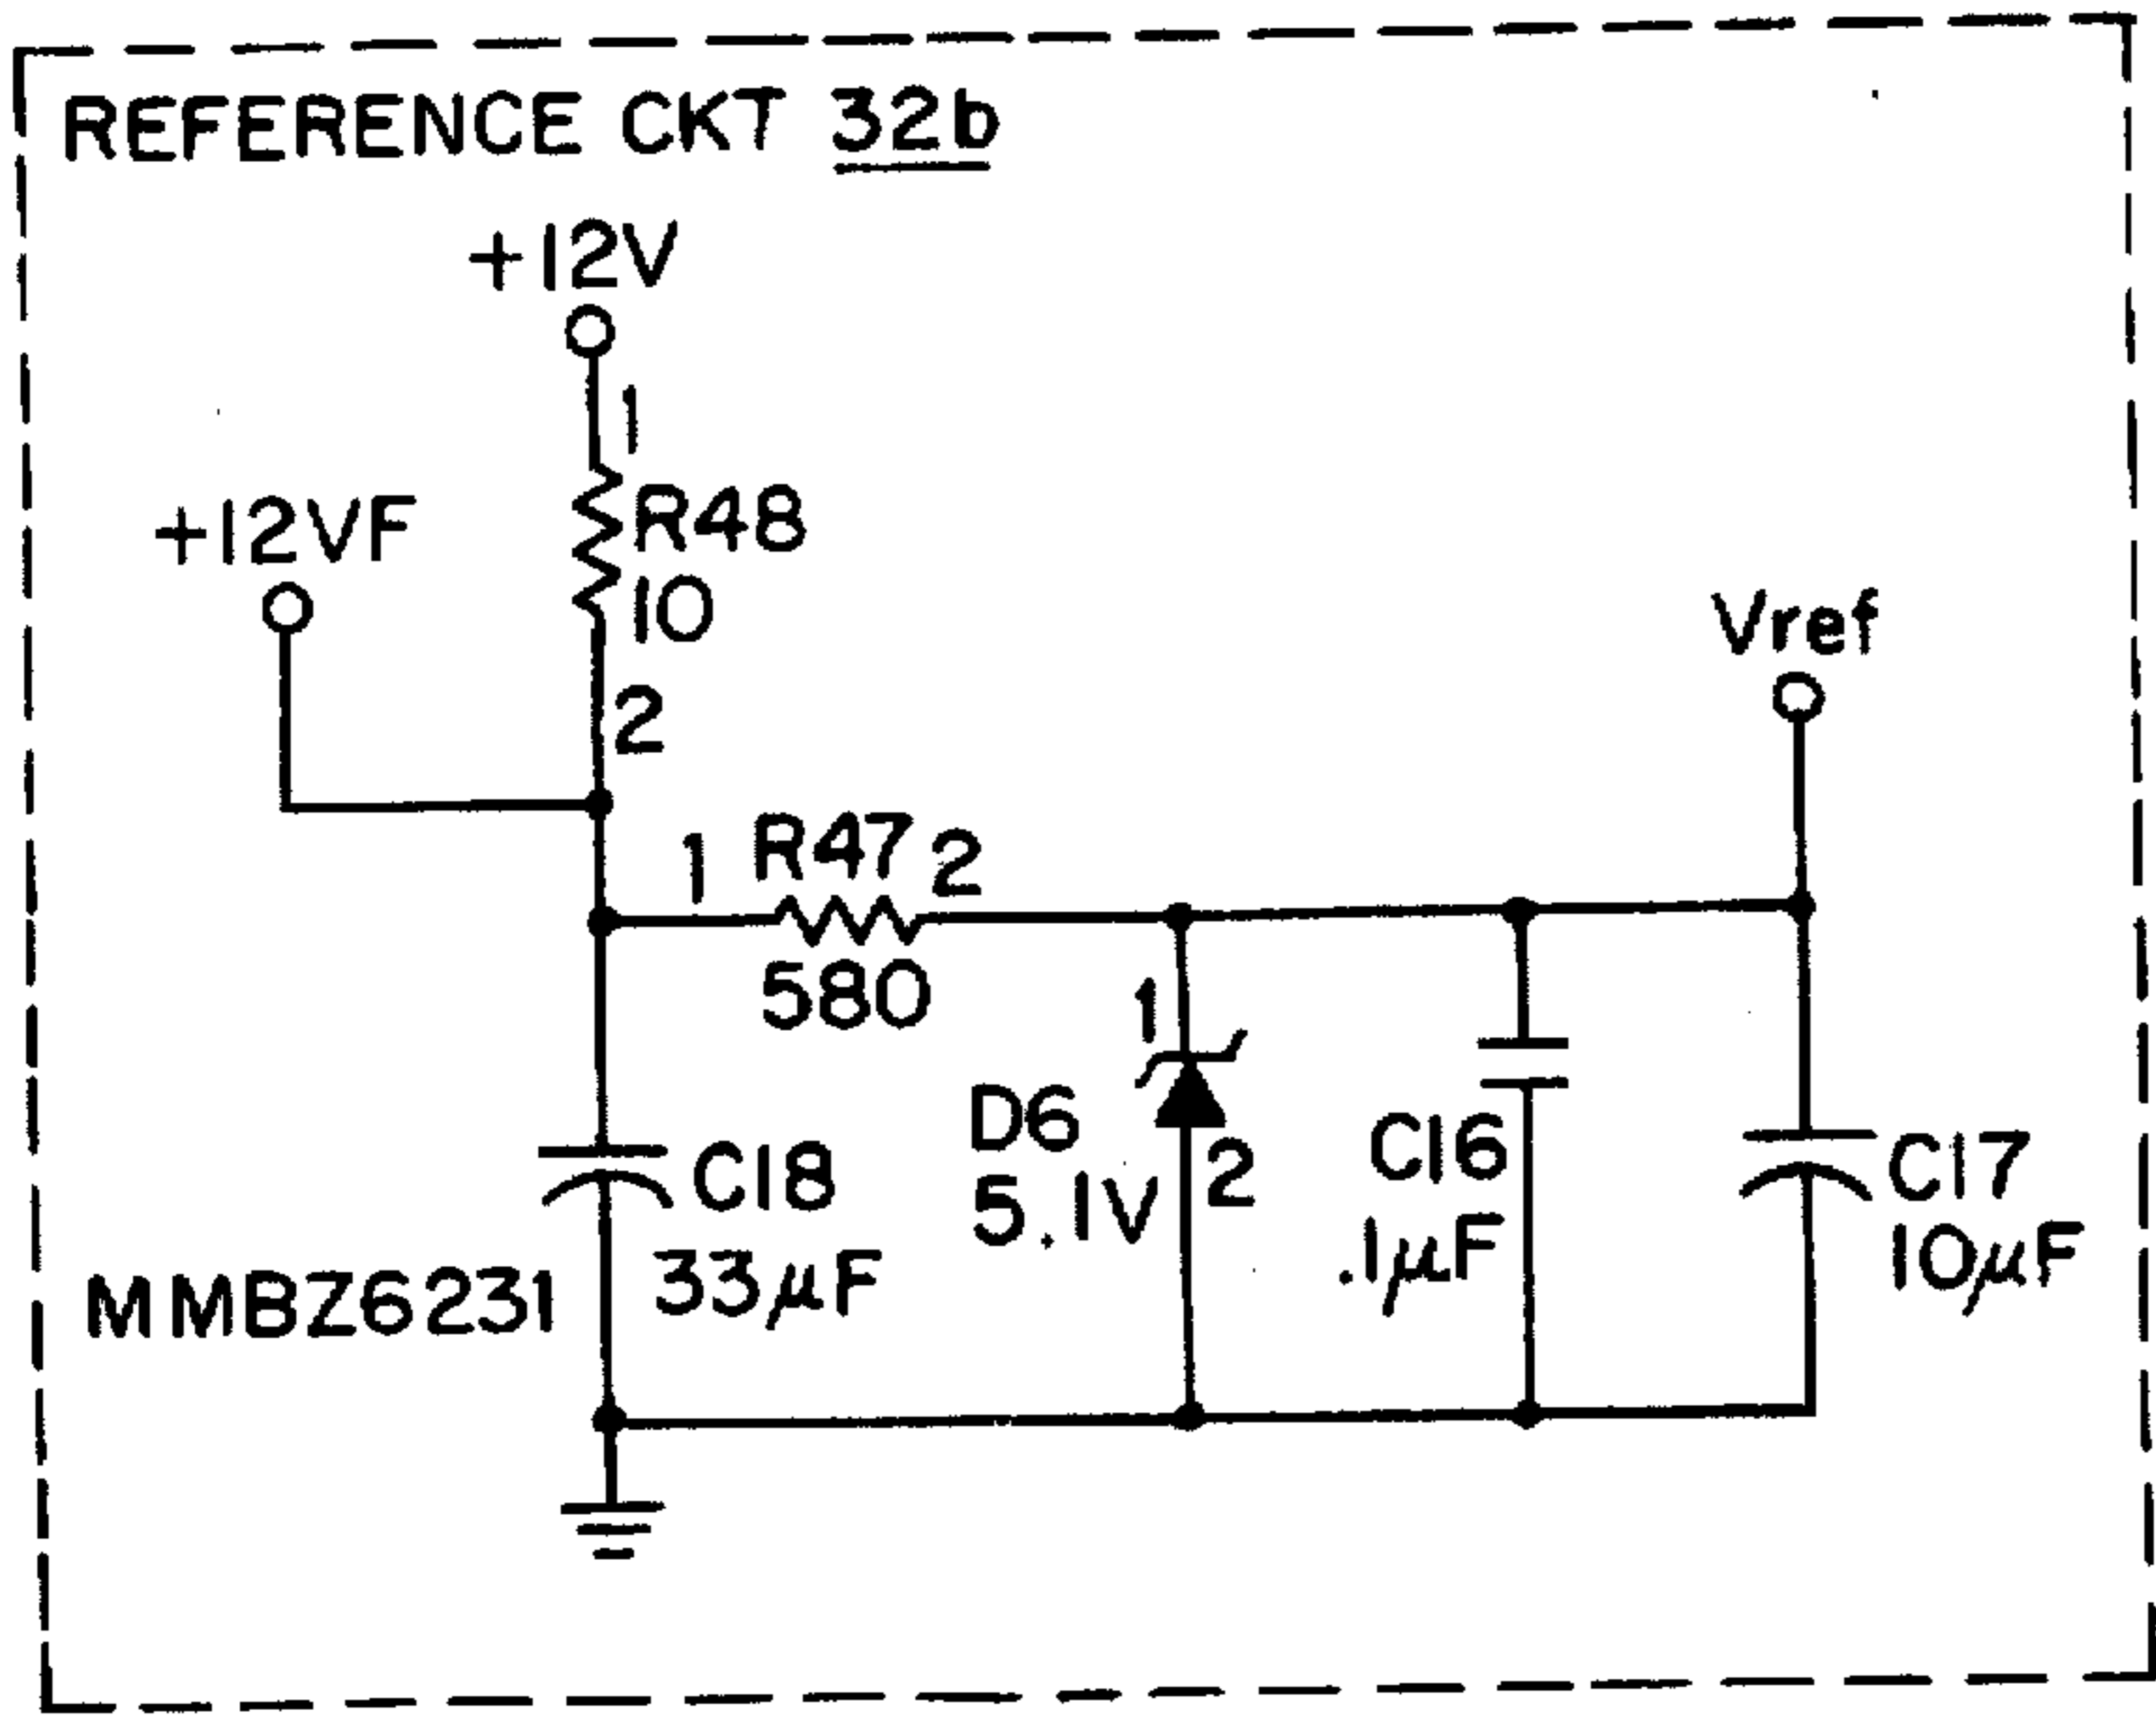 REFERENCE CKT 32b
+12V
1
R48
10
2
+12VF
Vref
1 R47 2
580
1
D6
5.1V
2
C16
.1µF
C17
10µF
C18
33µF
MMBZ6231